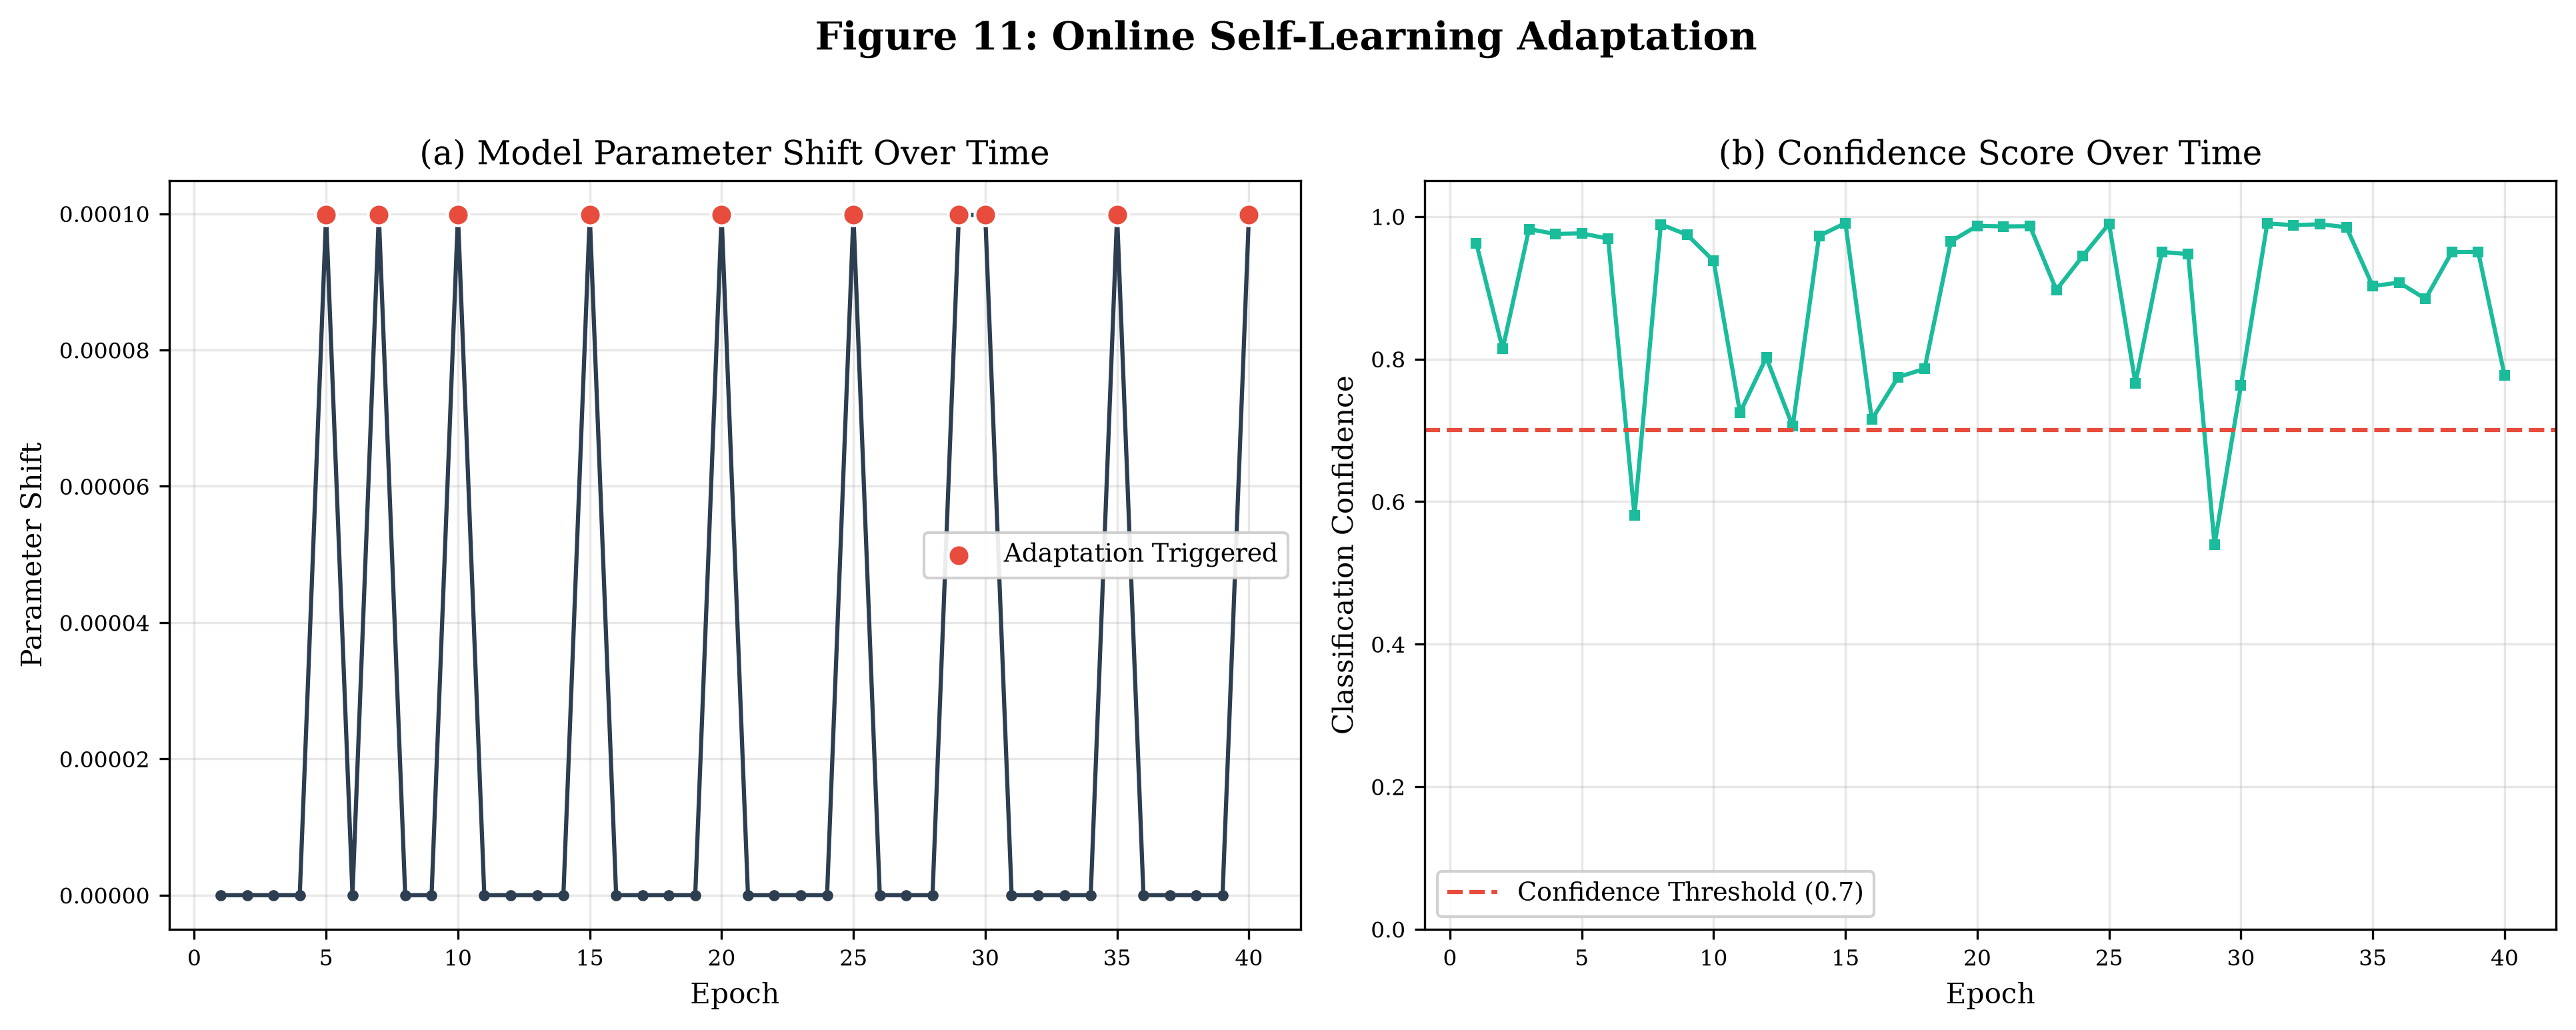 Figure 11: Online Self-Learning Adaptation
(a) Model Parameter Shift Over Time
Parameter Shift
0.00010
0.00008
0.00006
0.00004
0.00002
0.00000
Adaptation Triggered
0 5 10 15 20 25 30 35 40
Epoch
(b) Confidence Score Over Time
Classification Confidence
1.0
0.8
0.6
0.4
0.2
0.0
Confidence Threshold (0.7)
0 5 10 15 20 25 30 35 40
Epoch